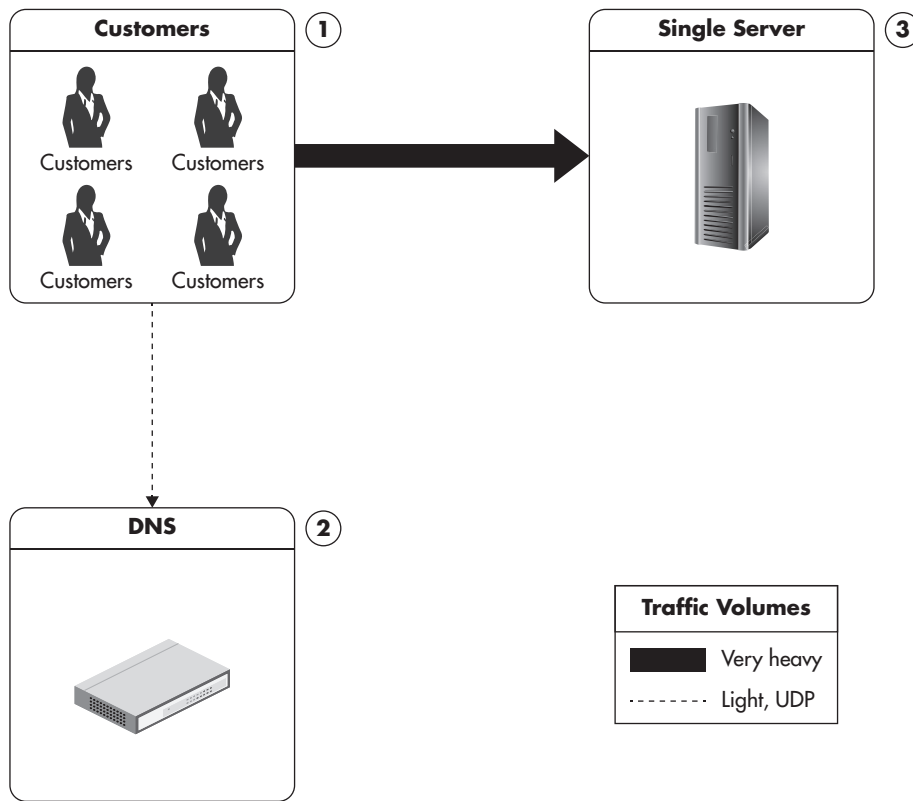 Customers
1
Customers
Customers
Customers
Customers
Single Server
3
DNS
2
Traffic Volumes
Very heavy
Light, UDP